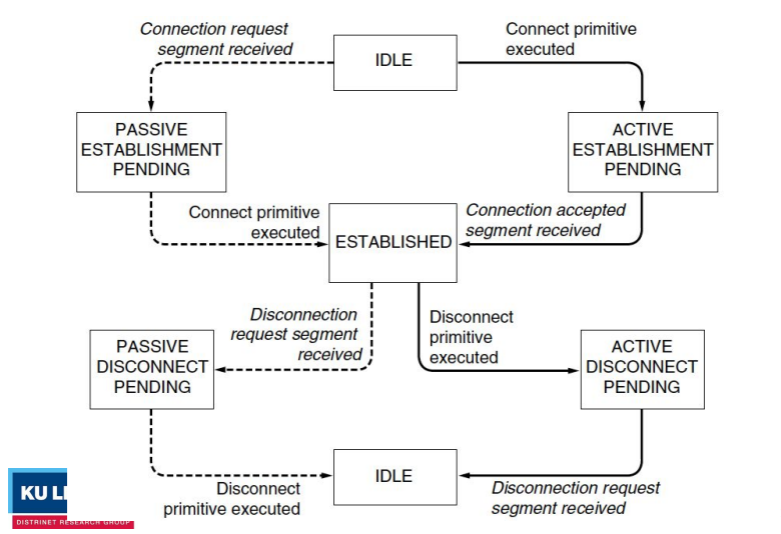 Connection request
segment received
IDLE
Connect primitive
executed
PASSIVE
ESTABLISHMENT
PENDING
ACTIVE
ESTABLISHMENT
PENDING
Connect primitive
executed
ESTABLISHED
Connection accepted
segment received
Disconnection
request segment
received
Disconnect
primitive
executed
PASSIVE
DISCONNECT
PENDING
ACTIVE
DISCONNECT
PENDING
IDLE
Disconnect
primitive executed
Disconnection request
segment received
KU L
DISTRINET RESEARCH GROUP